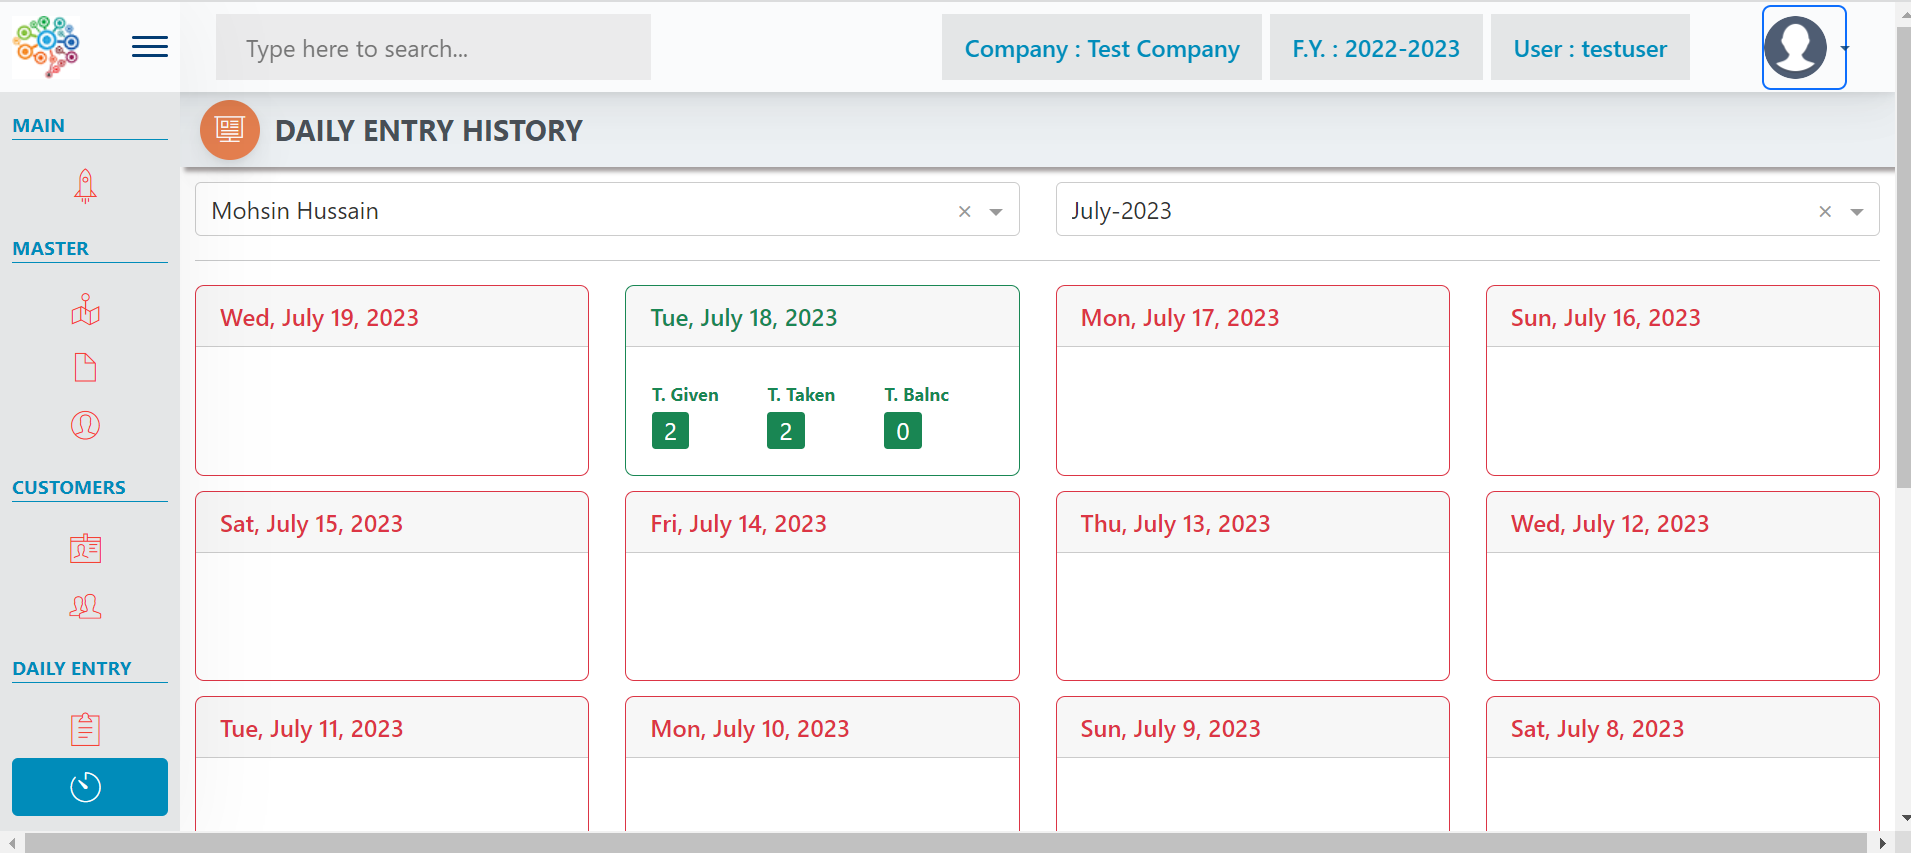 Type here to search...
Company : Test Company
F.Y. : 2022-2023
User : testuser
MAIN
MASTER
CUSTOMERS
DAILY ENTRY
DAILY ENTRY HISTORY
Mohsin Hussain
July-2023
Wed, July 19, 2023
Tue, July 18, 2023
T. Given
T. Taken
T. Balnc
2
2
0
Mon, July 17, 2023
Sun, July 16, 2023
Sat, July 15, 2023
Fri, July 14, 2023
Thu, July 13, 2023
Wed, July 12, 2023
Tue, July 11, 2023
Mon, July 10, 2023
Sun, July 9, 2023
Sat, July 8, 2023